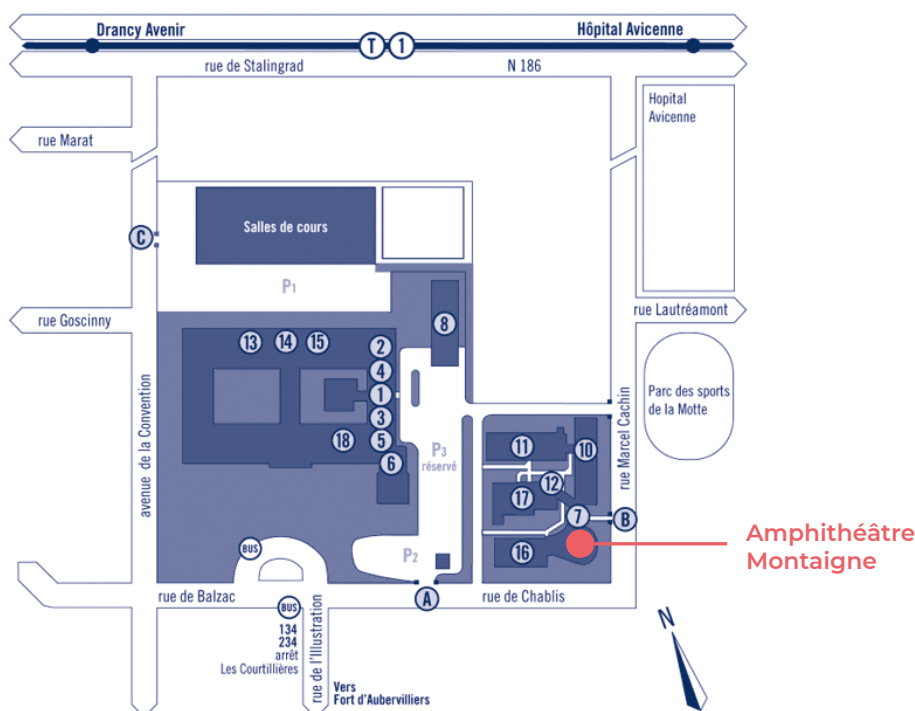 Drancy Avenir
Hôpital Avicenne
T 1
rue de Stalingrad
N 186
Hopital
Avicenne
rue Marat
Salles de cours
C
P1
rue Lautréamont
rue Goscinny
8
13 14 15 2
4
1
3
18 5
6
avenue de la Convention
Parc des sports
de la Motte
P3
réservé
rue Marcel Cachin
11 10
12
17
7 B
16
Amphithéâtre
Montaigne
BUS
P2
rue de Balzac
A
rue de Chablis
BUS
134
234
arrêt
Les Courtillières
rue de l'Illustration
Vers
Fort d'Aubervilliers
N